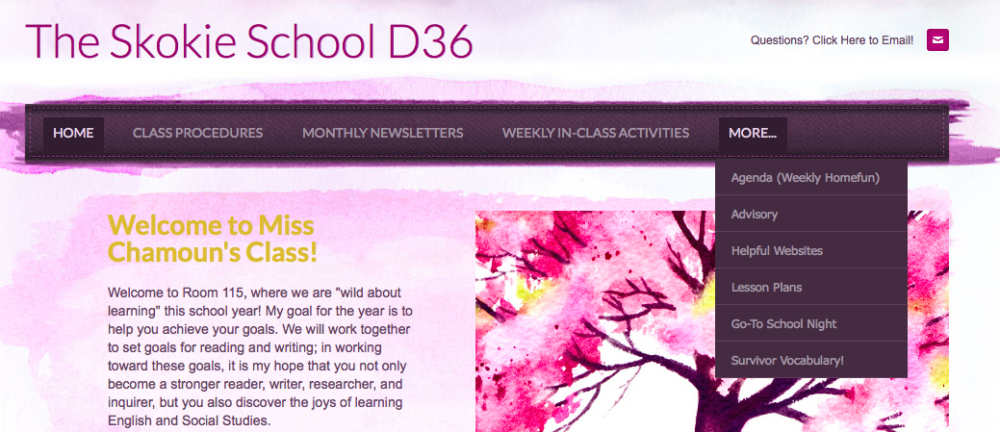 The Skokie School D36
Questions? Click Here to Email!
HOME CLASS PROCEDURES MONTHLY NEWSLETTERS WEEKLY IN-CLASS ACTIVITIES MORE...
Agenda (Weekly Homefun)
Advisory
Helpful Websites
Lesson Plans
Go-To School Night
Survivor Vocabulary!
Welcome to Miss
Chamoun's Class!
Welcome to Room 115, where we are "wild about
learning" this school year! My goal for the year is to
help you achieve your goals. We will work together
to set goals for reading and writing; in working
toward these goals, it is my hope that you not only
become a stronger reader, writer, researcher, and
inquirer, but you also discover the joys of learning
English and Social Studies.